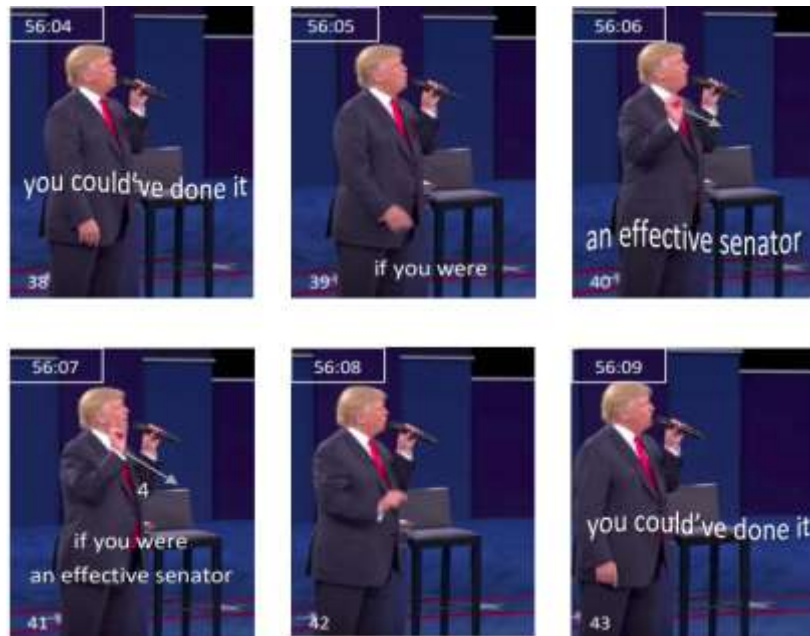 56:04
you could've done it
38
56:05
if you were
39
56:06
an effective senator
40
56:07
4
if you were
an effective senator
41
56:08
42
56:09
you could've done it
43